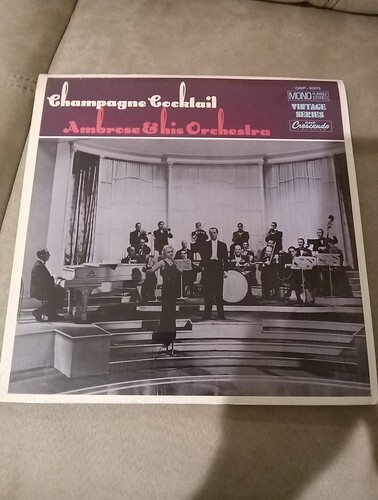 Champagne Cocktail
Ambrose & his Orchestra
MONO
VINTAGE
SERIES
Crescendo